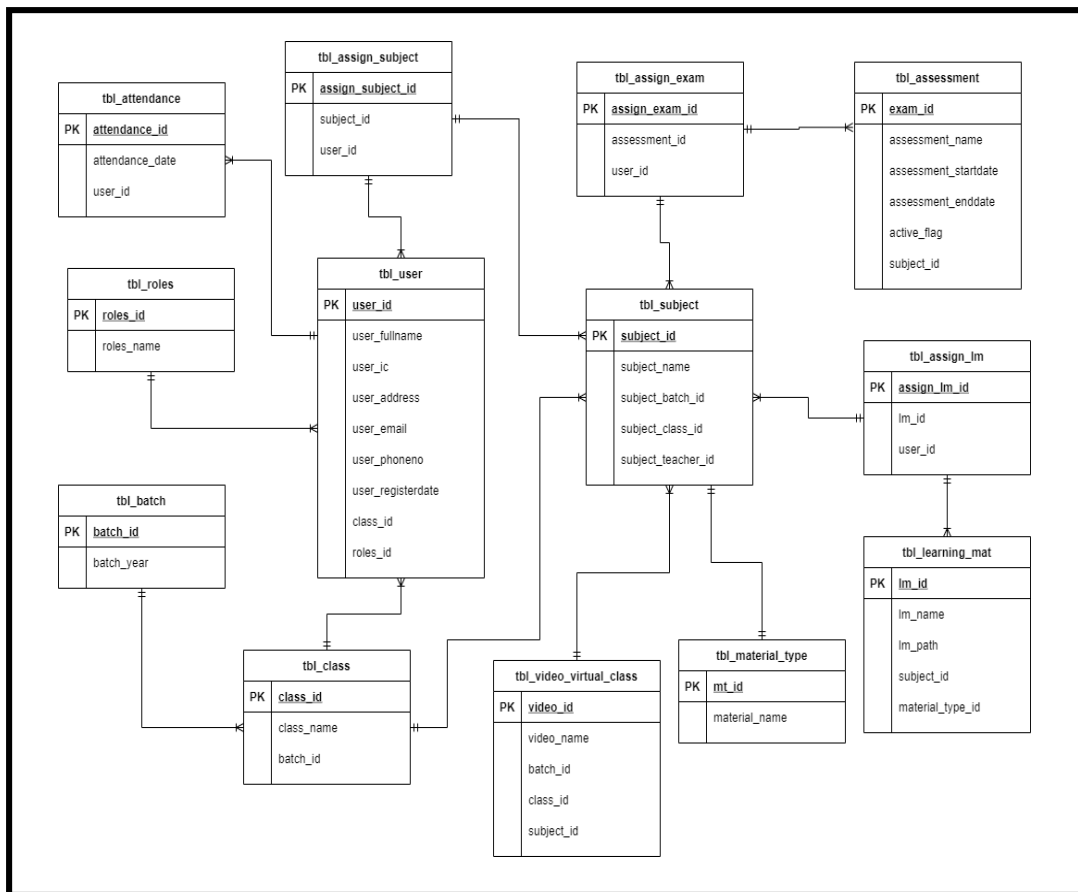 tbl_attendance
PK attendance_id
attendance_date
user_id
tbl_assign_subject
PK assign_subject_id
subject_id
user_id
tbl_assign_exam
PK assign_exam_id
assessment_id
user_id
tbl_assessment
PK exam_id
assessment_name
assessment_startdate
assessment_enddate
active_flag
subject_id
tbl_roles
PK roles_id
roles_name
tbl_user
PK user_id
user_fullname
user_ic
user_address
user_email
user_phoneno
user_registerdate
class_id
roles_id
tbl_subject
PK subject_id
subject_name
subject_batch_id
subject_class_id
subject_teacher_id
tbl_assign_lm
PK assign_lm_id
lm_id
user_id
tbl_batch
PK batch_id
batch_year
tbl_learning_mat
PK lm_id
lm_name
lm_path
subject_id
material_type_id
tbl_class
PK class_id
class_name
batch_id
tbl_video_virtual_class
PK video_id
video_name
batch_id
class_id
subject_id
tbl_material_type
PK mt_id
material_name